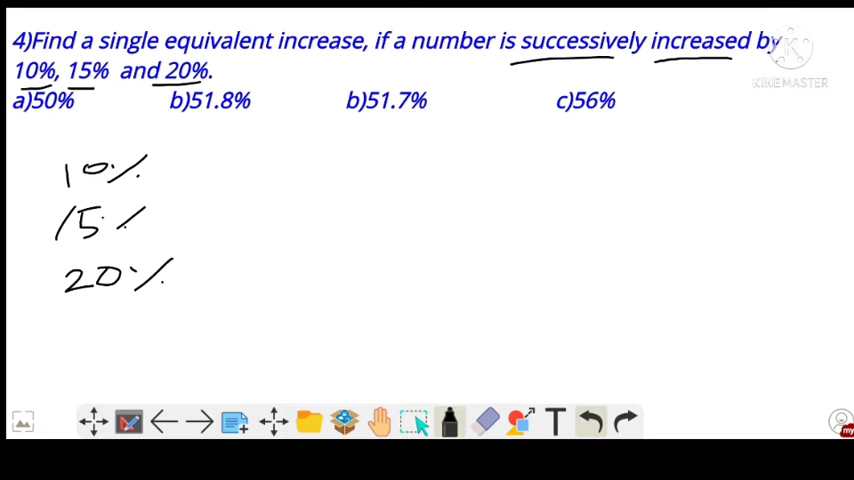 4)Find a single equivalent increase, if a number is successively increased by
10%, 15% and 20%.
a)50% b)51.8% b)51.7% c)56%
KINEMASTER
10%
15%
20%
T
my